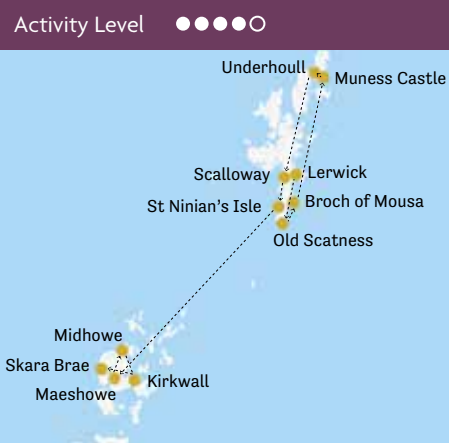 Activity Level
Underhoull
Muness Castle
Scalloway
Lerwick
St Ninian's Isle
Broch of Mousa
Old Scatness
Midhowe
Skara Brae
Kirkwall
Maeshowe